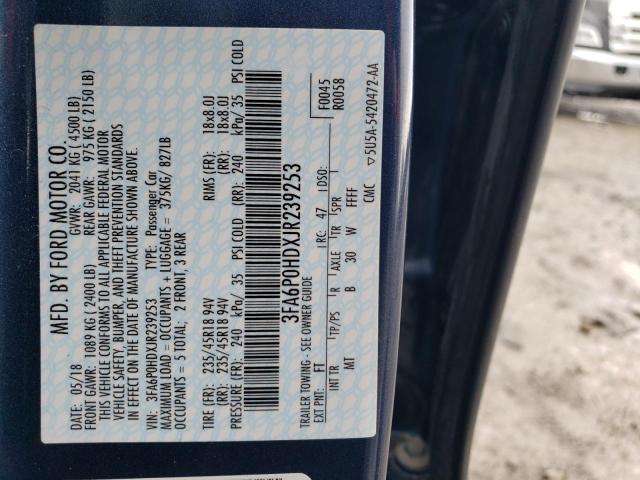 MFD. BY FORD MOTOR CO.
05/18 GVWR: 2041 KG ( 4500 LB)
FRONT GAWR: 1089 KG ( 2400 LB) REAR GAWR: 975 KG ( 2150 LB)
THIS VEHICLE CONFORMS TO ALL APPLICABLE FEDERAL MOTOR
VEHICLE SAFETY, BUMPER, AND THEFT PREVENTION STANDARDS
IN EFFECT ON THE DATE OF MANUFACTURE SHOWN ABOVE.
VIN: 3FA6P0HDXJR239253 TYPE: Passenger Car
MAXIMUM LOAD = OCCUPANTS + LUGGAGE = 375KG/ 827LB
OCCUPANTS = 5 TOTAL: 2 FRONT, 3 REAR
TIRE (FR): 235/45R18 94V RIMS (FR): 18x8.0J
(RR): 235/45R18 94V (RR): 18x8.0J
PRESSURE (FR): 240 kPa/ 35 PSI COLD (RR): 240 kPa/ 35 PSI COLD
3FA6P0HDXJR239253
F0045
R0058
TRAILER TOWING - SEE OWNER GUIDE
EXT PNT: FT RC: 47 DSO:
INT TR TP/PS R AXLE TR SPR
MT B 30 W FFFF
CMC ▽5U5A-5420472-AA